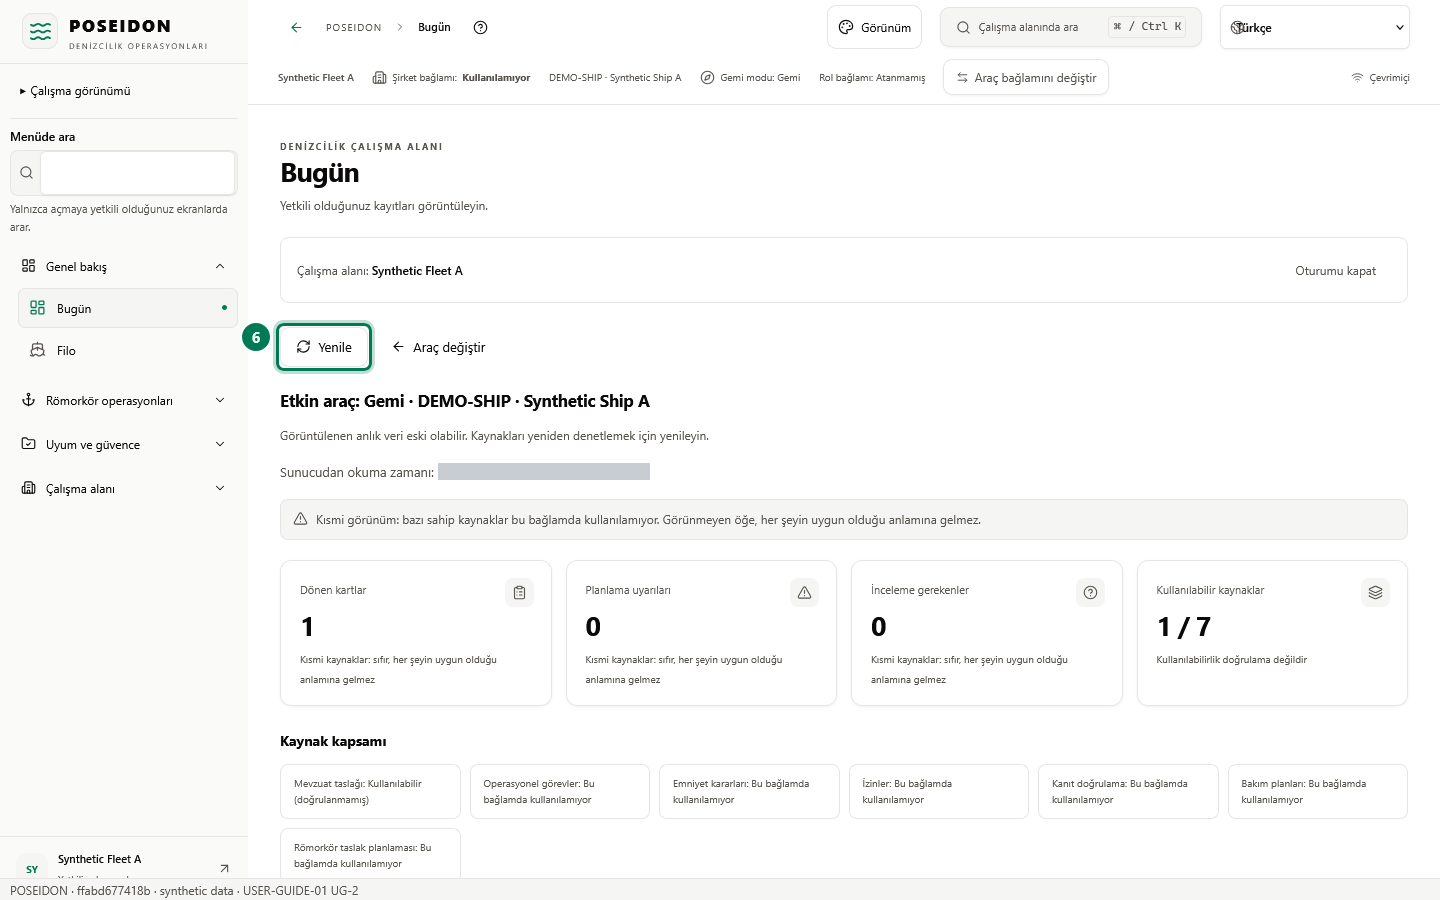 POSEIDON
DENİZCİLİK OPERASYONLARI
Çalışma görünümü
Menüde ara
Yalnızca açmaya yetkili olduğunuz ekranlarda
arar.
Genel bakış
Bugün
Filo
Römorkör operasyonları
Uyum ve güvence
Çalışma alanı
SY
Synthetic Fleet A
POSEIDON
Bugün
Görünüm
Çalışma alanında ara
⌘ / Ctrl K
Türkçe
Synthetic Fleet A
Şirket bağlamı: Kullanılamıyor
DEMO-SHIP · Synthetic Ship A
Gemi modu: Gemi
Rol bağlamı: Atanmamış
Araç bağlamını değiştir
Çevrimiçi
DENİZCİLİK ÇALIŞMA ALANI
Bugün
Yetkili olduğunuz kayıtları görüntüleyin.
Çalışma alanı: Synthetic Fleet A
Oturumu kapat
6
Yenile
Araç değiştir
Etkin araç: Gemi · DEMO-SHIP · Synthetic Ship A
Görüntülenen anlık veri eski olabilir. Kaynakları yeniden denetlemek için yenileyin.
Sunucudan okuma zamanı:
Kısmi görünüm: bazı sahip kaynaklar bu bağlamda kullanılamıyor. Görünmeyen öğe, her şeyin uygun olduğu anlamına gelmez.
Dönen kartlar
1
Kısmi kaynaklar: sıfır, her şeyin uygun olduğu
anlamına gelmez
Planlama uyarıları
0
Kısmi kaynaklar: sıfır, her şeyin uygun olduğu
anlamına gelmez
İnceleme gerekenler
0
Kısmi kaynaklar: sıfır, her şeyin uygun olduğu
anlamına gelmez
Kullanılabilir kaynaklar
1 / 7
Kullanılabilirlik doğrulama değildir
Kaynak kapsamı
Mevzuat taslağı: Kullanılabilir
(doğrulanmamış)
Operasyonel görevler: Bu
bağlamda kullanılamıyor
Emniyet kararları: Bu bağlamda
kullanılamıyor
İzinler: Bu bağlamda
kullanılamıyor
Kanıt doğrulama: Bu bağlamda
kullanılamıyor
Bakım planları: Bu bağlamda
kullanılamıyor
Römorkör taslak planlaması: Bu
bağlamda kullanılamıyor
POSEIDON · ffabd677418b · synthetic data · USER-GUIDE-01 UG-2